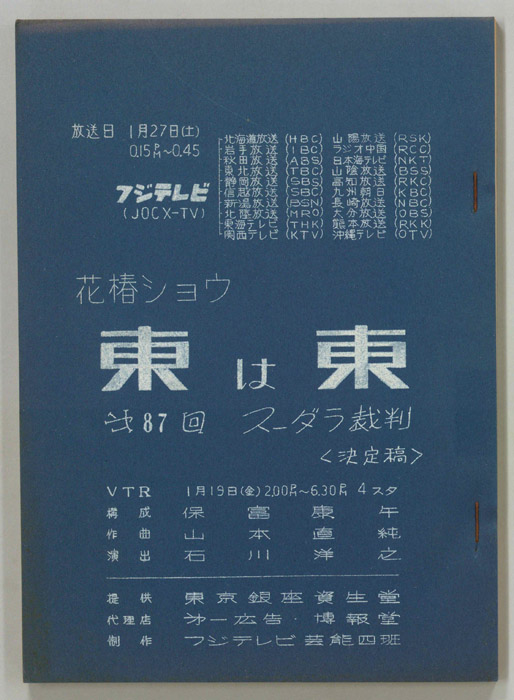 放送日 1月27日(土)
0.15PM~0.45
フジテレビ
(JOCX-TV)
北海道放送 (HBC) 山陽放送 (RSK)
岩手放送 (IBC) ラジオ中国 (RCC)
秋田放送 (ABS) 日本海テレビ (NKT)
東北放送 (TBC) 山陰放送 (BSS)
静岡放送 (SBS) 高知放送 (RKC)
信越放送 (SBC) 九州朝日 (KBC)
新潟放送 (BSN) 長崎放送 (NBC)
北陸放送 (MRO) 大分放送 (OBS)
東海テレビ (THK) 熊本放送 (RKK)
関西テレビ (KTV) 沖縄テレビ (OTV)
花椿ショウ
東は東
第87回 スーダラ裁判
<決定稿>
VTR 1月19日(金)2.00PM~6.30PM 4スタ
構成 保富康午
作曲 山本直純
演出 石川洋之
提供 東京銀座資生堂
代理店 第一広告・博報堂
制作 フジテレビ芸能四班